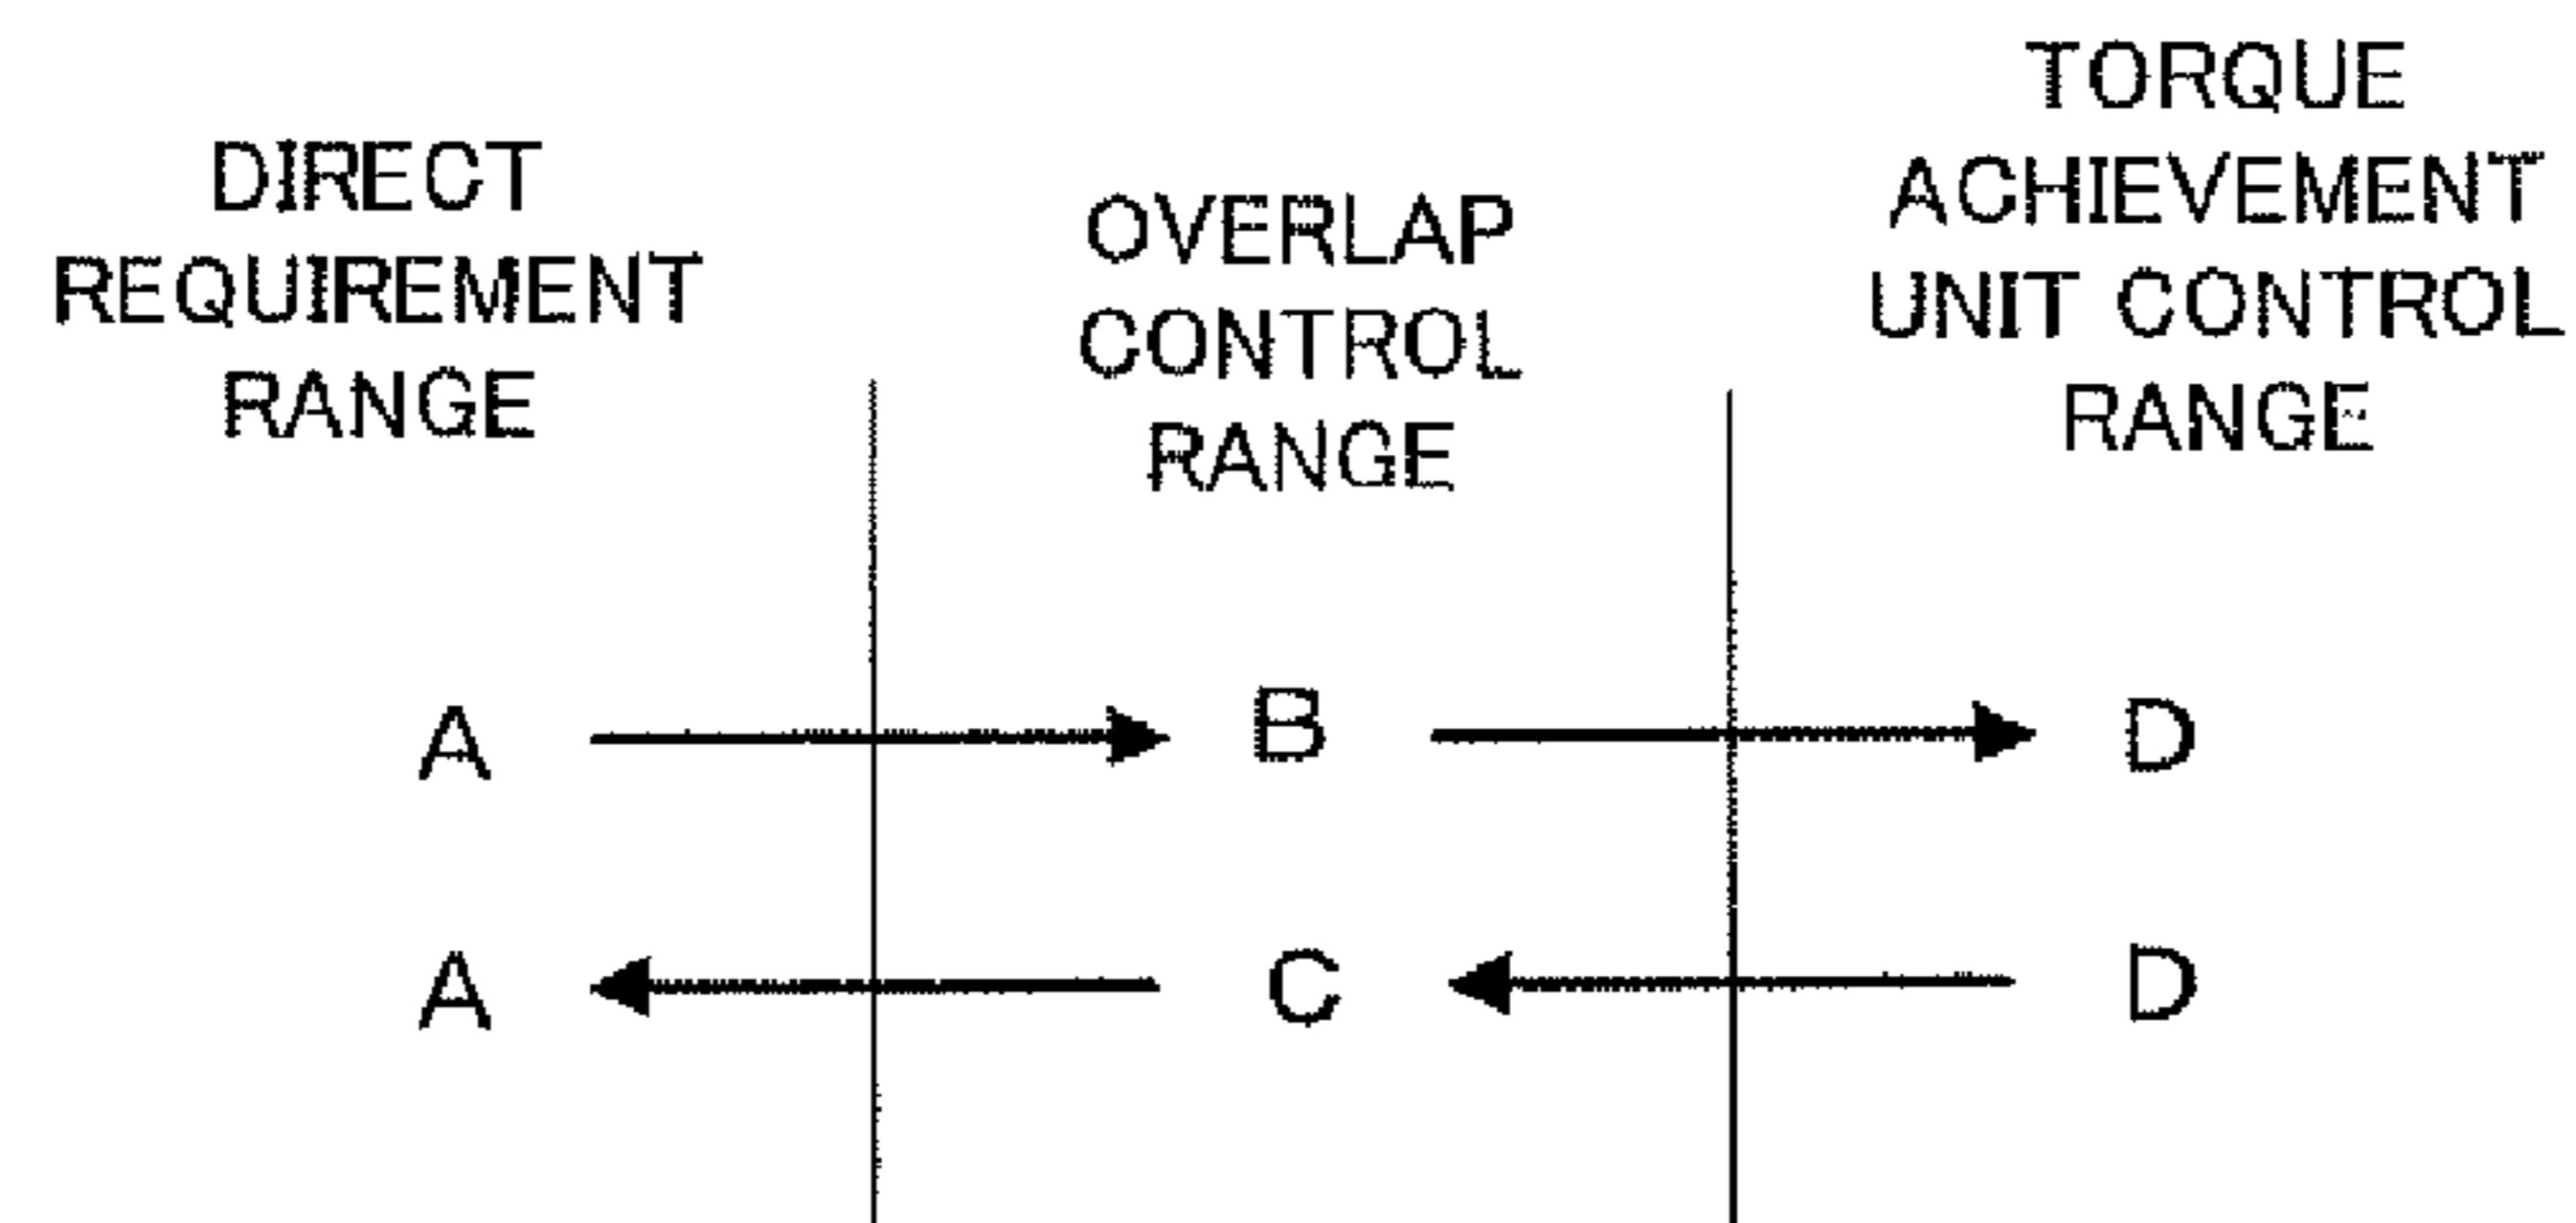 DIRECT
REQUIREMENT
RANGE
OVERLAP
CONTROL
RANGE
TORQUE
ACHIEVEMENT
UNIT CONTROL
RANGE
A B D
A C D